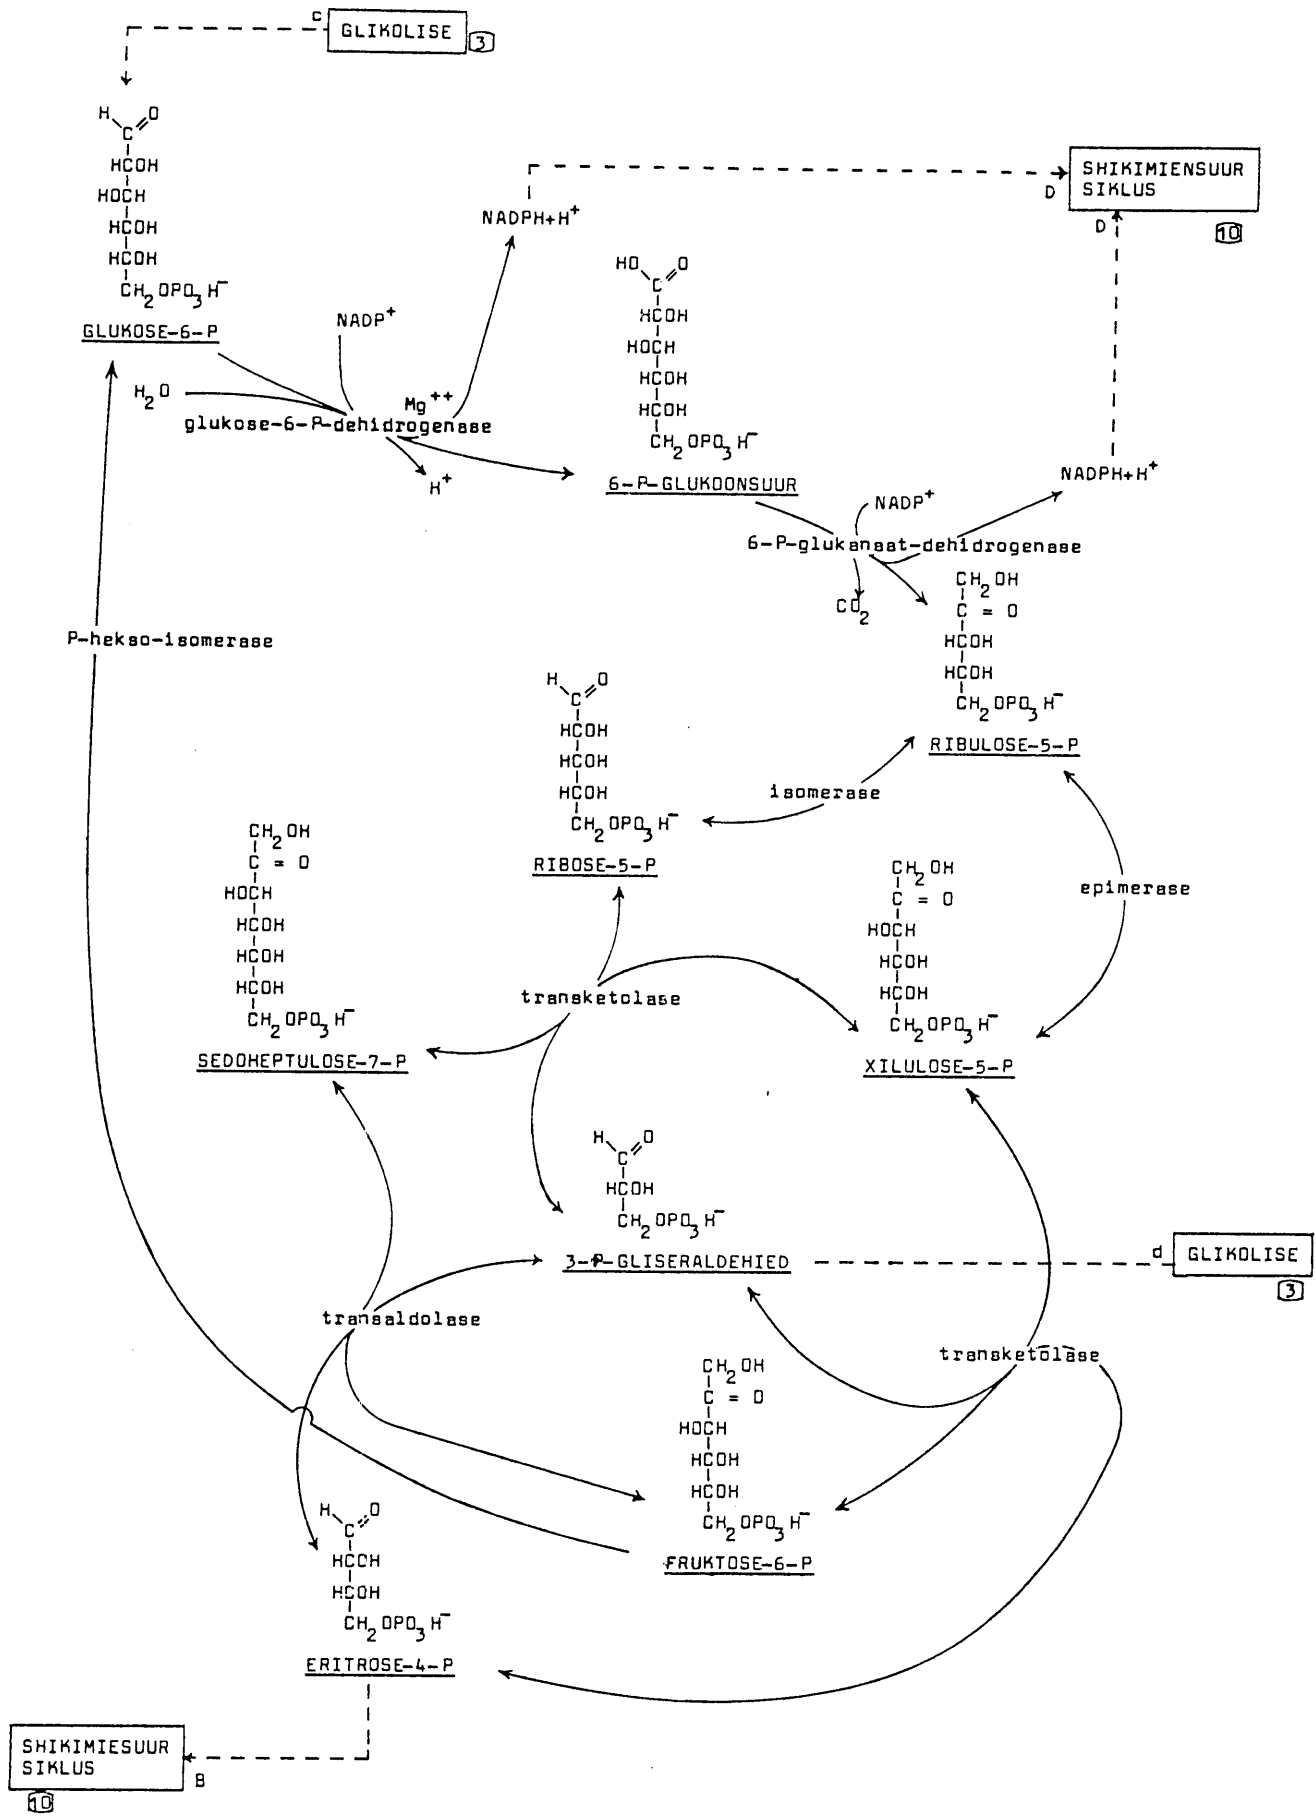 c
GLIKOLISE
3
H O
C
HCOH
HOCH
HCOH
HCOH
CH2OPO3H−
GLUKOSE-6-P
NADPH+H+
D
SHIKIMIENSUUR
SIKLUS
D
10
HO O
C
HCOH
HOCH
HCOH
HCOH
CH2OPO3H−
6-P-GLUKOONSUUR
NADP+
H2O
Mg++
glukose-6-P-dehidrogenase
H+
NADPH+H+
NADP+
6-P-glukanaat-dehidrogenase
CO2
CH2OH
C = O
HCOH
HCOH
CH2OPO3H−
RIBULOSE-5-P
P-hekso-isomerase
H O
C
HCOH
HCOH
HCOH
CH2OPO3H−
RIBOSE-5-P
isomerase
epimerase
CH2OH
C = O
HOCH
HCOH
HCOH
HCOH
CH2OPO3H−
SEDOHEPTULOSE-7-P
transketolase
CH2OH
C = O
HOCH
HCOH
HCOH
CH2OPO3H−
XILULOSE-5-P
H O
C
HCOH
CH2OPO3H−
3-P-GLISERALDEHIED
d
GLIKOLISE
3
transaldolase
transketolase
CH2OH
C = O
HOCH
HCOH
HCOH
CH2OPO3H−
FRUKTOSE-6-P
H O
C
HCOH
HCOH
CH2OPO3H−
ERITROSE-4-P
SHIKIMIESUUR
SIKLUS
B
10